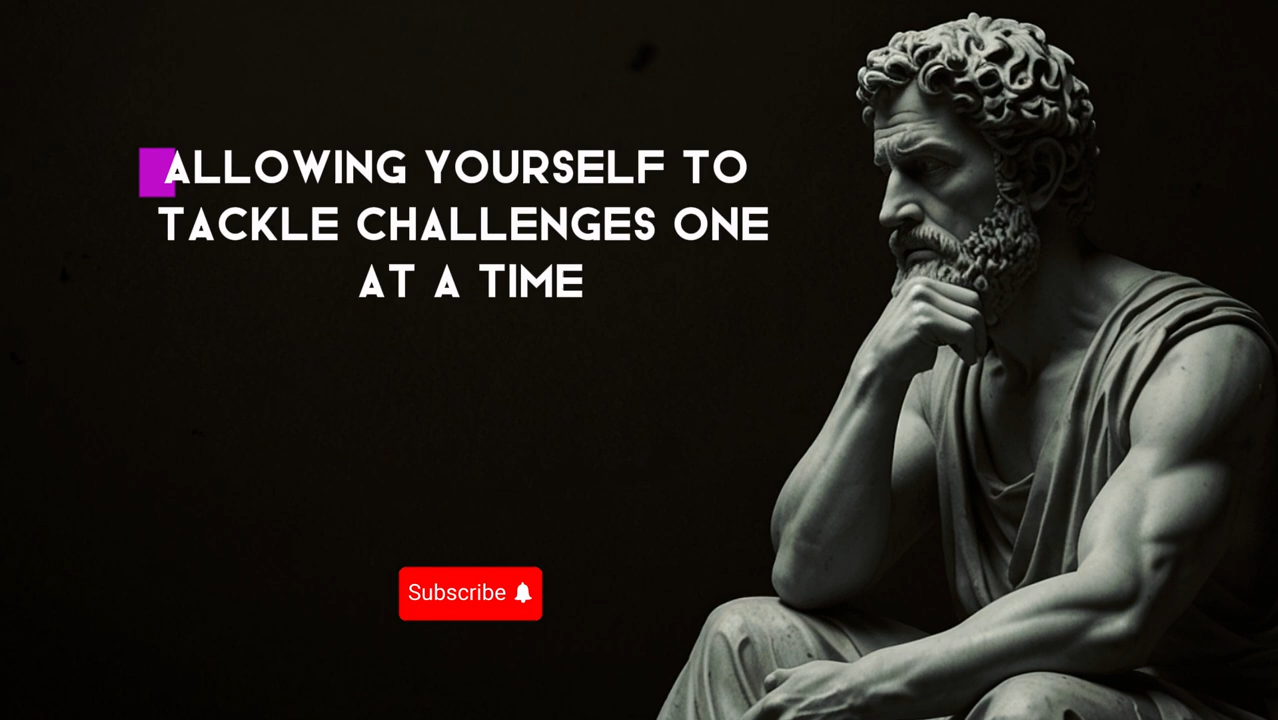 ALLOWING YOURSELF TO
TACKLE CHALLENGES ONE
AT A TIME
Subscribe